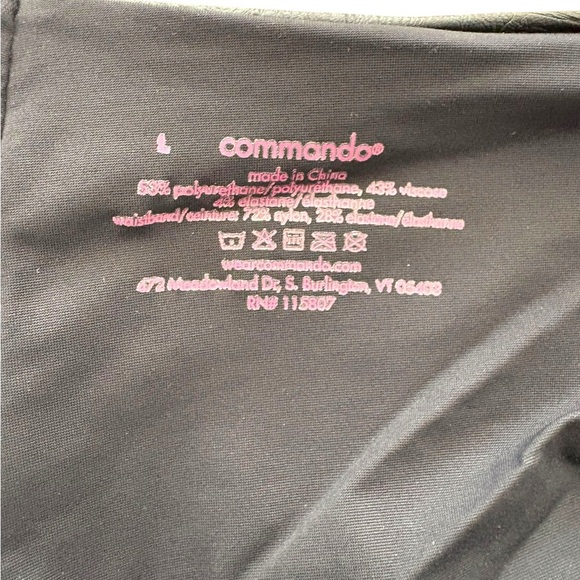 L commando®
made in China
53% polyurethane/polyuréthane, 43% viscose
4% elastane/élasthanne
waistband/ceinture: 72% nylon, 28% elastane/élasthanne
wearcommando.com
472 Meadowland Dr, S. Burlington, VT 05403
RN# 115807